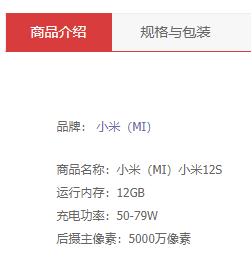 商品介绍 规格与包装
品牌： 小米（MI）
商品名称：小米（MI）小米12S
运行内存：12GB
充电功率：50-79W
后摄主像素：5000万像素